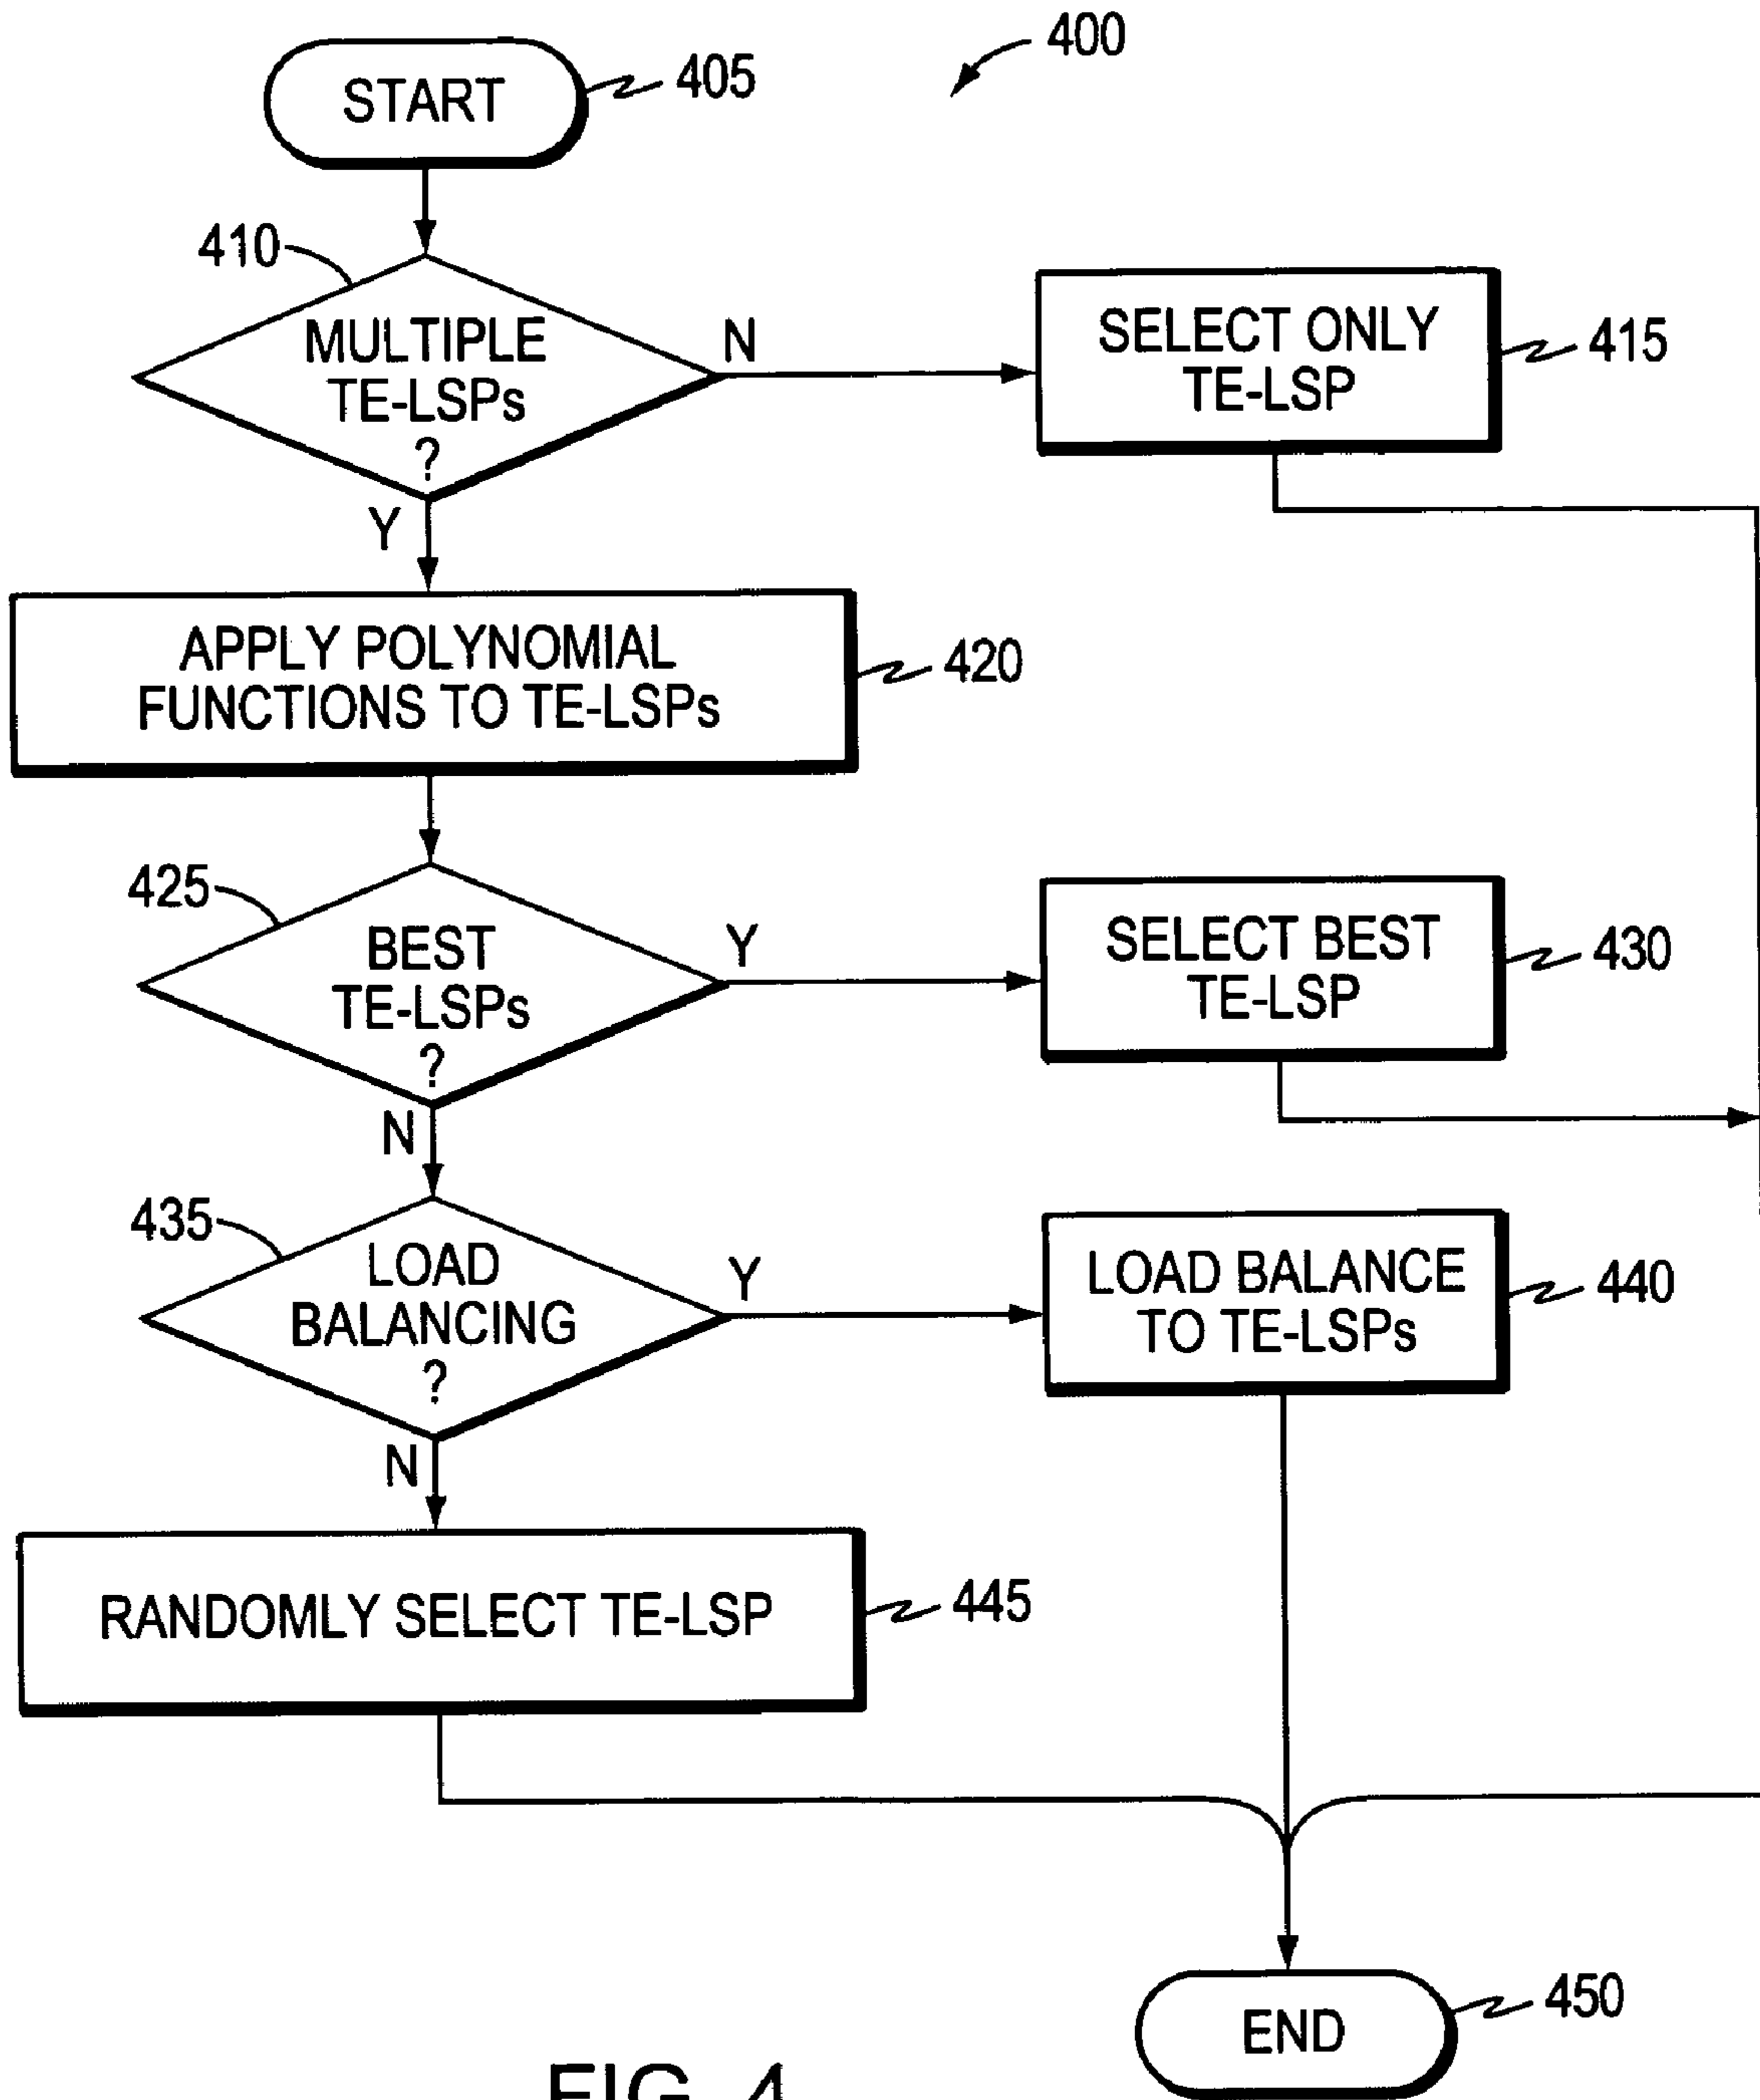 400
START
405
410
MULTIPLE
TE-LSPs
?
N
Y
SELECT ONLY
TE-LSP
415
APPLY POLYNOMIAL
FUNCTIONS TO TE-LSPs
420
425
BEST
TE-LSPs
?
Y
N
SELECT BEST
TE-LSP
430
435
LOAD
BALANCING
?
Y
N
LOAD BALANCE
TO TE-LSPs
440
RANDOMLY SELECT TE-LSP
445
END
450
FIG. 4